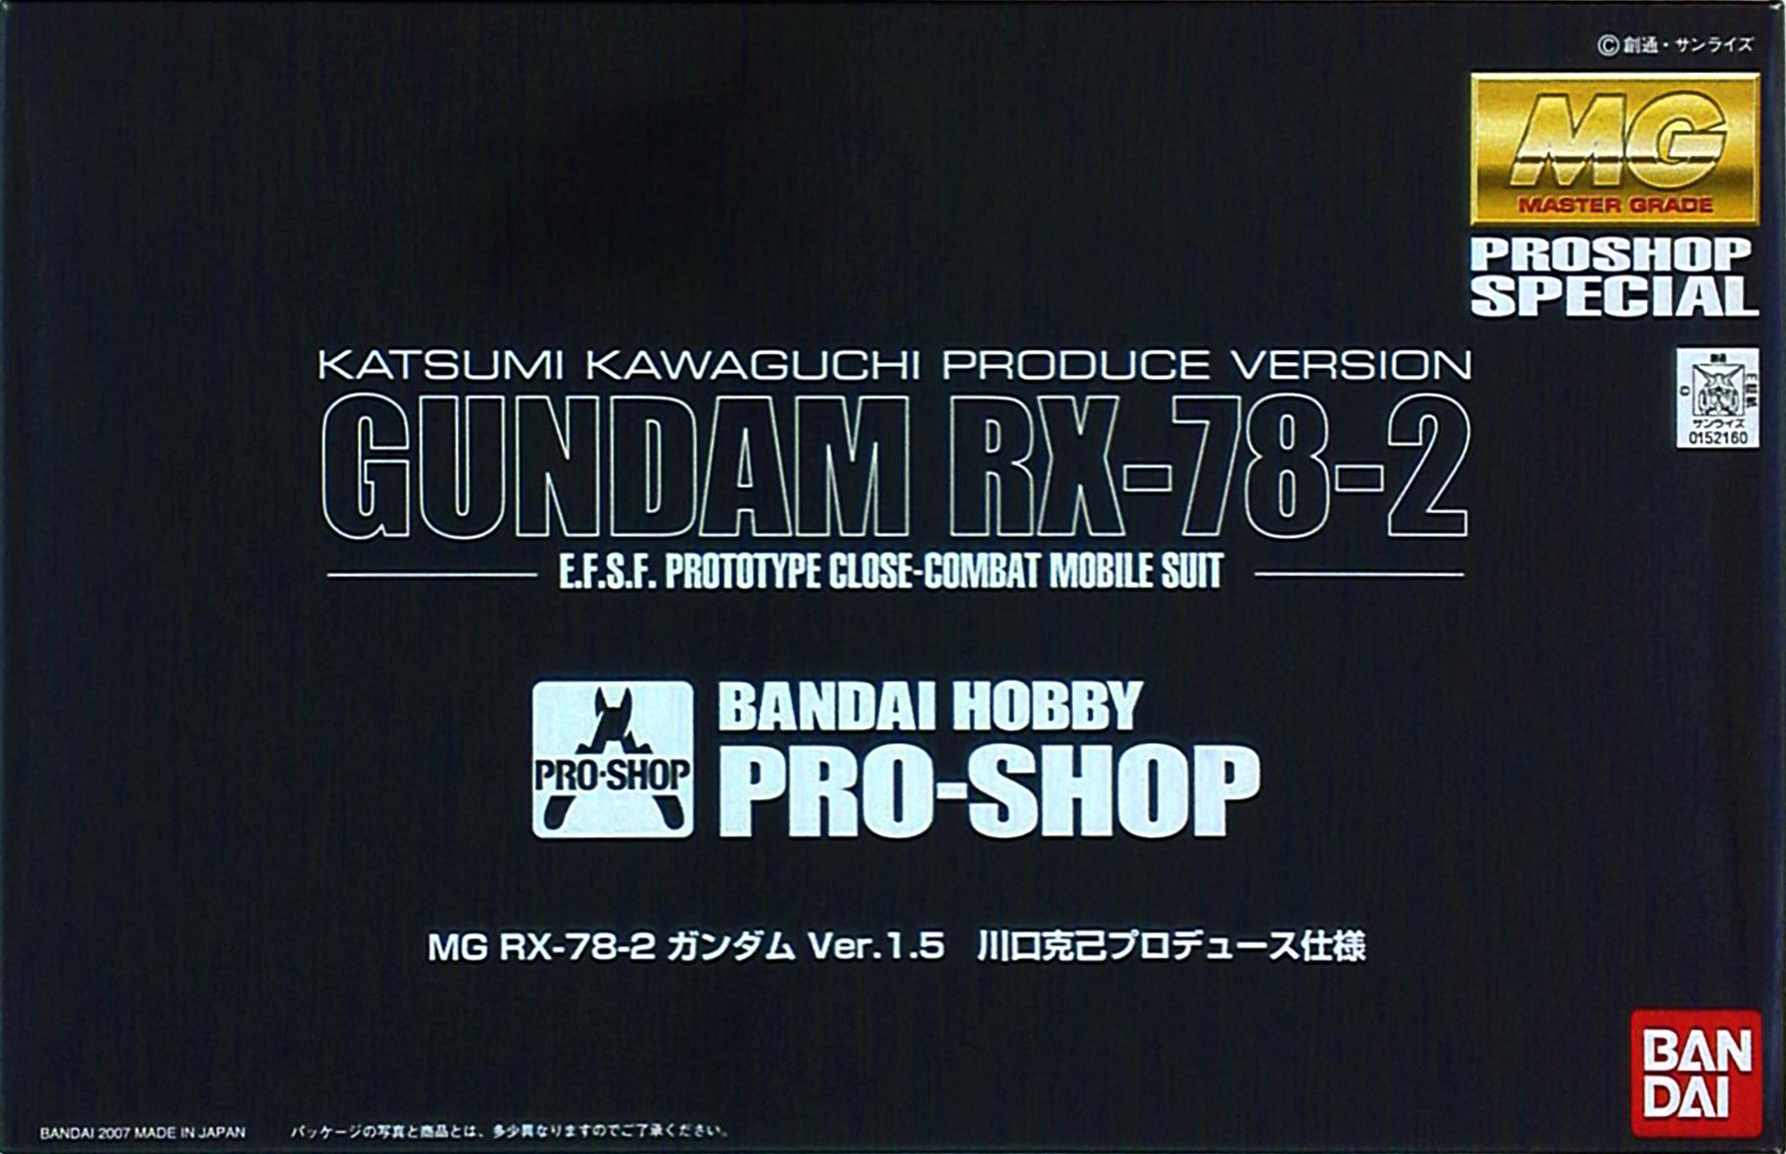 ©創通・サンライズ
MG
MASTER GRADE
PROSHOP
SPECIAL
KATSUMI KAWAGUCHI PRODUCE VERSION
GUNDAM RX-78-2
E.F.S.F. PROTOTYPE CLOSE-COMBAT MOBILE SUIT
サンライズ
0152160
PRO-SHOP
BANDAI HOBBY
PRO-SHOP
MG RX-78-2 ガンダム Ver.1.5 川口克己プロデュース仕様
BAN
DAI
BANDAI 2007 MADE IN JAPAN パッケージの写真と商品とは、多少異なりますのでご了承ください。